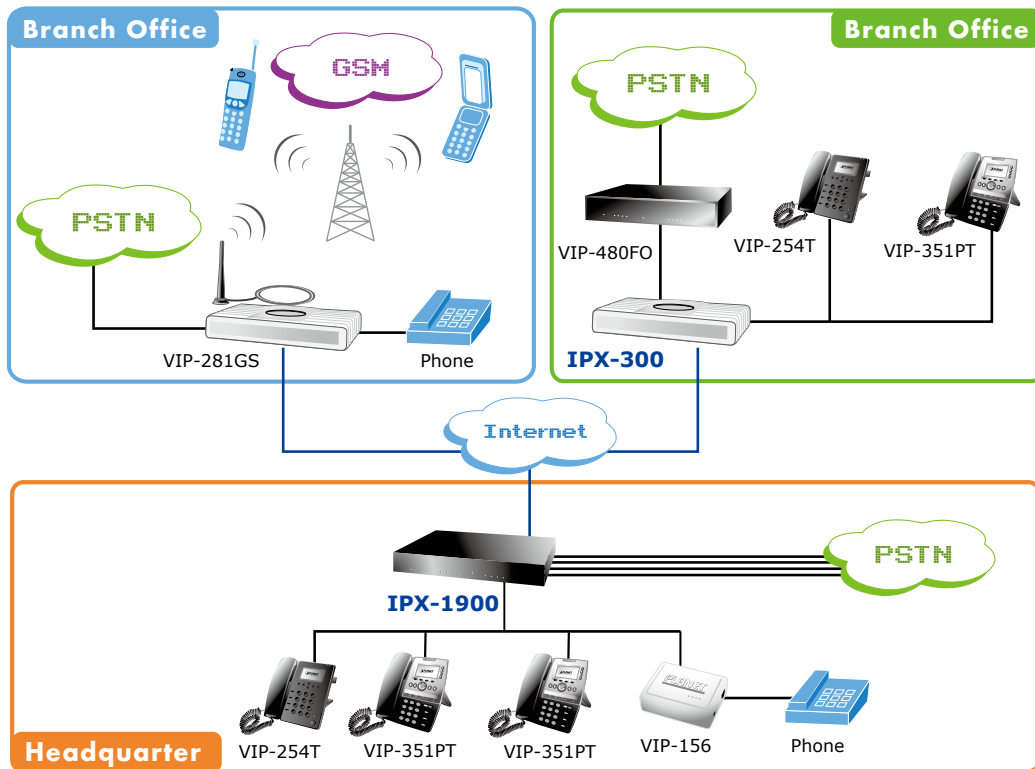 Branch Office
GSM
PSTN
VIP-281GS
Phone
Branch Office
PSTN
VIP-480FO
VIP-254T
VIP-351PT
IPX-300
Internet
IPX-1900
PSTN
PLANET
VIP-254T
VIP-351PT
VIP-351PT
VIP-156
Phone
Headquarter